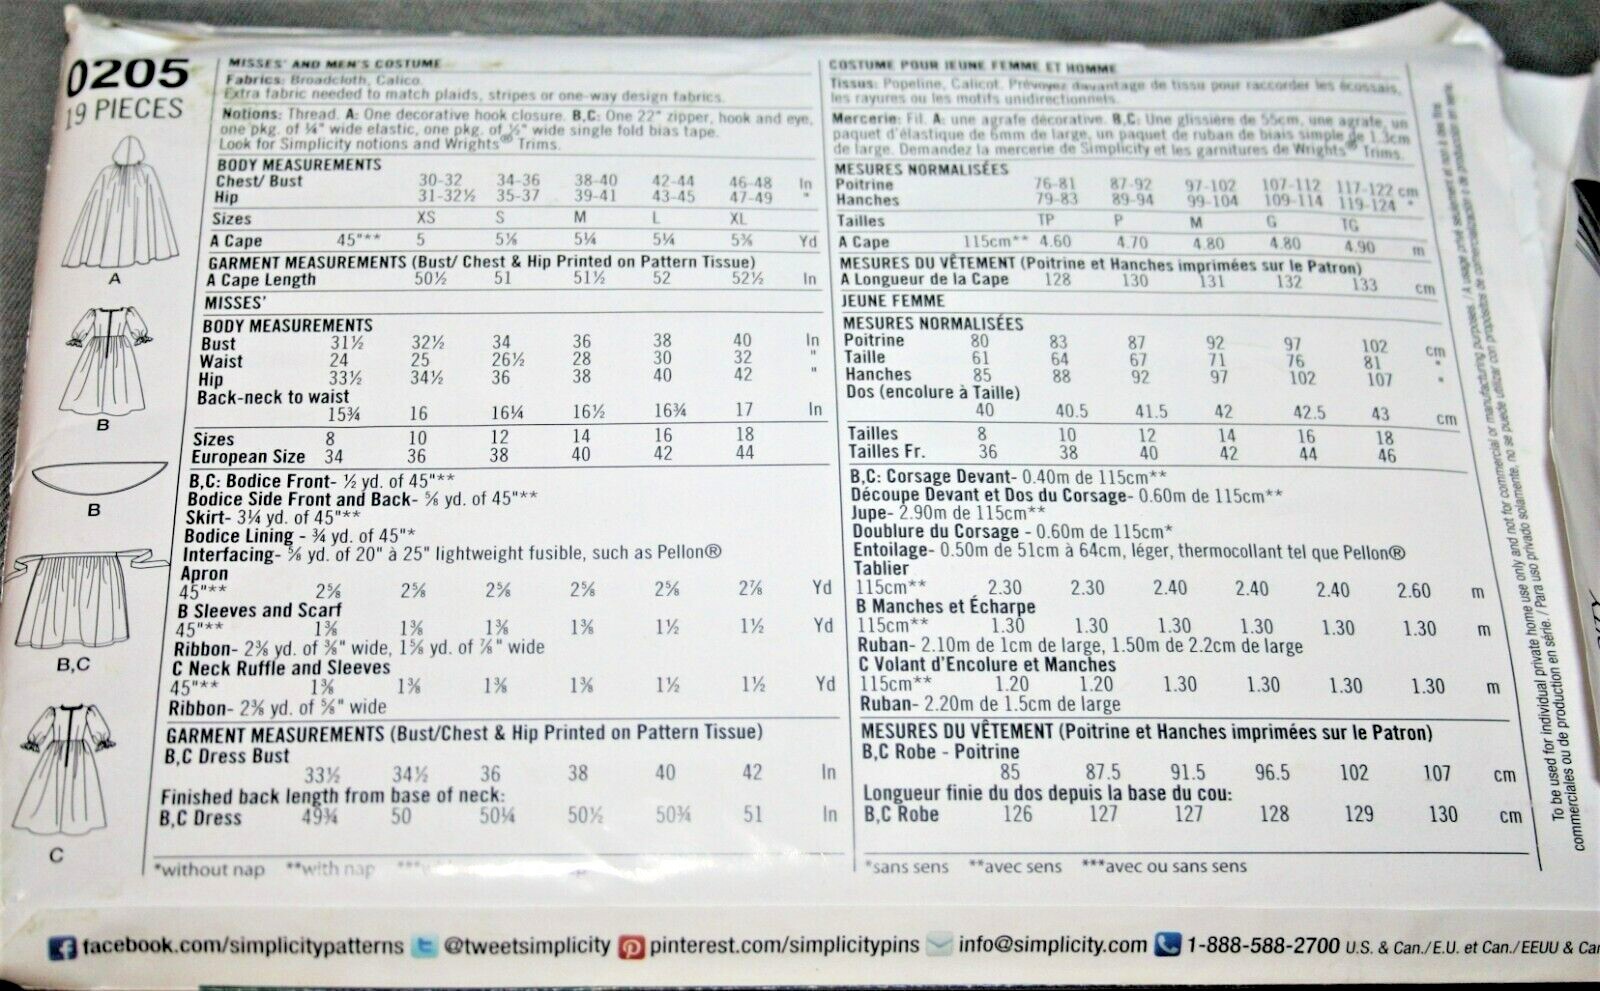 0205
19 PIECES
A
B
B
B,C
C
MISSES' AND MEN'S COSTUME
Fabrics: Broadcloth, Calico.
Extra fabric needed to match plaids, stripes or one-way design fabrics.
Notions: Thread. A: One decorative hook closure. B,C: One 22" zipper, hook and eye,
one pkg. of ¼" wide elastic, one pkg. of ½" wide single fold bias tape.
Look for Simplicity notions and Wrights® Trims.
BODY MEASUREMENTS
Chest/ Bust 30-32 34-36 38-40 42-44 46-48 In
Hip 31-32½ 35-37 39-41 43-45 47-49 "
Sizes XS S M L XL
A Cape 45"** 5 5⅛ 5¼ 5¼ 5⅜ Yd
GARMENT MEASUREMENTS (Bust/ Chest & Hip Printed on Pattern Tissue)
A Cape Length 50½ 51 51½ 52 52½ In
MISSES'
BODY MEASUREMENTS
Bust 31½ 32½ 34 36 38 40 In
Waist 24 25 26½ 28 30 32 "
Hip 33½ 34½ 36 38 40 42 "
Back-neck to waist
15¾ 16 16¼ 16½ 16¾ 17 In
Sizes 8 10 12 14 16 18
European Size 34 36 38 40 42 44
B,C: Bodice Front- ½ yd. of 45"**
Bodice Side Front and Back- ⅝ yd. of 45"**
Skirt- 3¼ yd. of 45"**
Bodice Lining - ¾ yd. of 45"*
Interfacing- ⅝ yd. of 20" à 25" lightweight fusible, such as Pellon®
Apron
45"** 2⅝ 2⅝ 2⅝ 2⅝ 2⅝ 2⅞ Yd
B Sleeves and Scarf
45"** 1⅜ 1⅜ 1⅜ 1⅜ 1½ 1½ Yd
Ribbon- 2⅜ yd. of ⅜" wide, 1⅝ yd. of ⅞" wide
C Neck Ruffle and Sleeves
45"** 1⅜ 1⅜ 1⅜ 1⅜ 1½ 1½ Yd
Ribbon- 2⅜ yd. of ⅝" wide
GARMENT MEASUREMENTS (Bust/Chest & Hip Printed on Pattern Tissue)
B,C Dress Bust
33½ 34½ 36 38 40 42 In
Finished back length from base of neck:
B,C Dress 49¾ 50 50¼ 50½ 50¾ 51 In
*without nap **with nap
COSTUME POUR JEUNE FEMME ET HOMME
Tissus: Popeline, Calicot. Prévoyez davantage de tissu pour raccorder les écossais,
les rayures ou les motifs unidirectionnels.
Mercerie: Fil. A: une agrafe décorative. B,C: Une glissière de 55cm, une agrafe, un
paquet d'élastique de 6mm de large, un paquet de ruban de biais simple de 1.3cm
de large. Demandez la mercerie de Simplicity et les garnitures de Wrights® Trims.
MESURES NORMALISÉES
Poitrine 76-81 87-92 97-102 107-112 117-122 cm
Hanches 79-83 89-94 99-104 109-114 119-124 "
Tailles TP P M G TG
A Cape 115cm** 4.60 4.70 4.80 4.80 4.90 m
MESURES DU VÊTEMENT (Poitrine et Hanches imprimées sur le Patron)
A Longueur de la Cape 128 130 131 132 133 cm
JEUNE FEMME
MESURES NORMALISÉES
Poitrine 80 83 87 92 97 102 cm
Taille 61 64 67 71 76 81 "
Hanches 85 88 92 97 102 107 "
Dos (encolure à Taille)
40 40.5 41.5 42 42.5 43 cm
Tailles 8 10 12 14 16 18
Tailles Fr. 36 38 40 42 44 46
B,C: Corsage Devant- 0.40m de 115cm**
Découpe Devant et Dos du Corsage- 0.60m de 115cm**
Jupe- 2.90m de 115cm**
Doublure du Corsage - 0.60m de 115cm*
Entoilage- 0.50m de 51cm à 64cm, léger, thermocollant tel que Pellon®
Tablier
115cm** 2.30 2.30 2.40 2.40 2.40 2.60 m
B Manches et Écharpe
115cm** 1.30 1.30 1.30 1.30 1.30 1.30 m
Ruban- 2.10m de 1cm de large, 1.50m de 2.2cm de large
C Volant d'Encolure et Manches
115cm** 1.20 1.20 1.30 1.30 1.30 1.30 m
Ruban- 2.20m de 1.5cm de large
MESURES DU VÊTEMENT (Poitrine et Hanches imprimées sur le Patron)
B,C Robe - Poitrine
85 87.5 91.5 96.5 102 107 cm
Longueur finie du dos depuis la base du cou:
B,C Robe 126 127 127 128 129 130 cm
*sans sens **avec sens ***avec ou sans sens
To be used for individual private home use only and not for commercial or manufacturing purposes. / A usage privé seulement et non à des fins
commerciales ou de production en série. / Para uso privado solamente, no se puede utilizar con propósitos comerciales o de producción en serie.
facebook.com/simplicitypatterns @tweetsimplicity pinterest.com/simplicitypins info@simplicity.com 1-888-588-2700 U.S. & Can./E.U. et Can./EEUU &